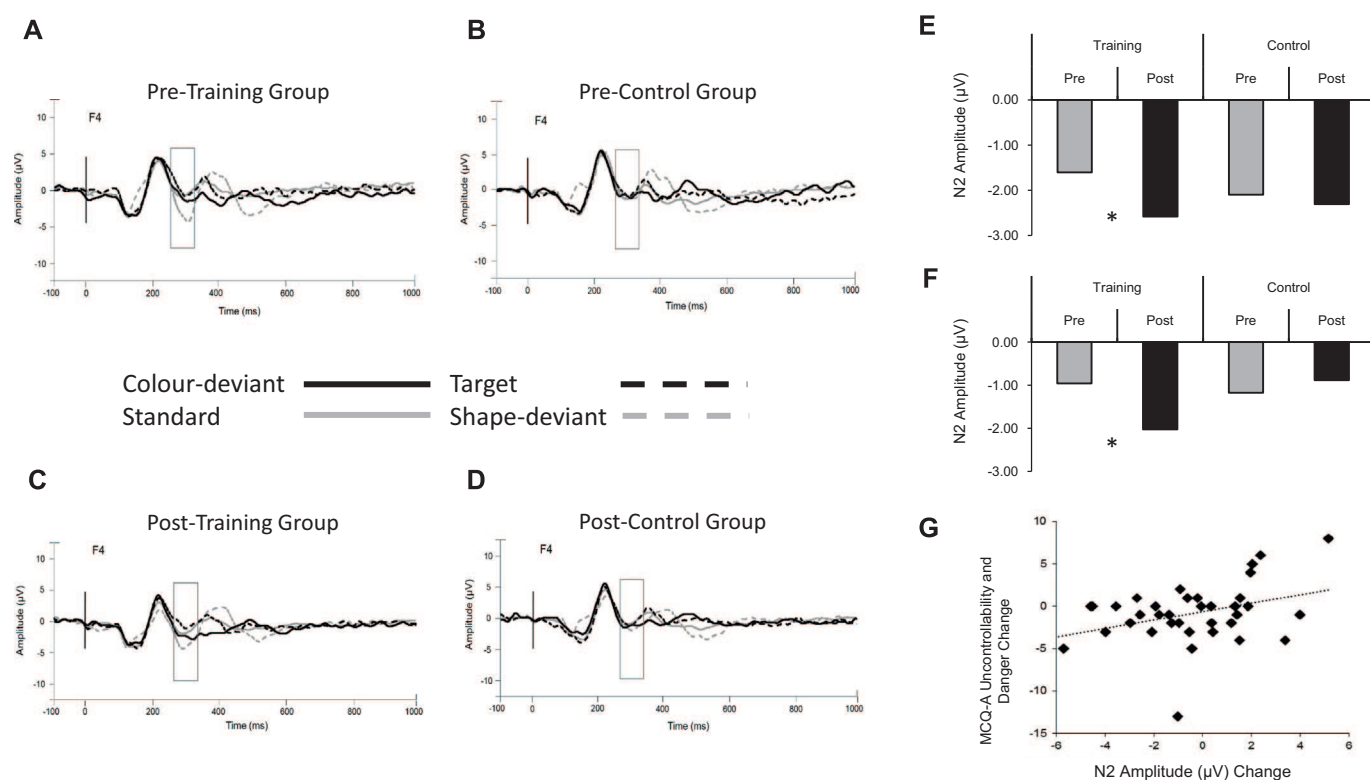 A
Pre-Training Group
F4
Amplitude (µV)
10
5
0
-5
-10
-100 0 200 400 600 800 1000
Time (ms)
B
Pre-Control Group
F4
Amplitude (µV)
10
5
0
-5
-10
-100 0 200 400 600 800 1000
Time (ms)
Colour-deviant Target
Standard Shape-deviant
C
Post-Training Group
F4
Amplitude (µV)
10
5
0
-5
-10
-100 0 200 400 600 800 1000
Time (ms)
D
Post-Control Group
F4
Amplitude (µV)
10
5
0
-5
-10
-100 0 200 400 600 800 1000
Time (ms)
E
Training Control
Pre Post Pre Post
N2 Amplitude (µV)
0.00
-1.00
-2.00
-3.00
*
F
Training Control
Pre Post Pre Post
N2 Amplitude (µV)
0.00
-1.00
-2.00
-3.00
*
G
MCQ-A Uncontrollability and
Danger Change
10
5
0
-5
-10
-15
-6 -4 -2 0 2 4 6
N2 Amplitude (µV) Change